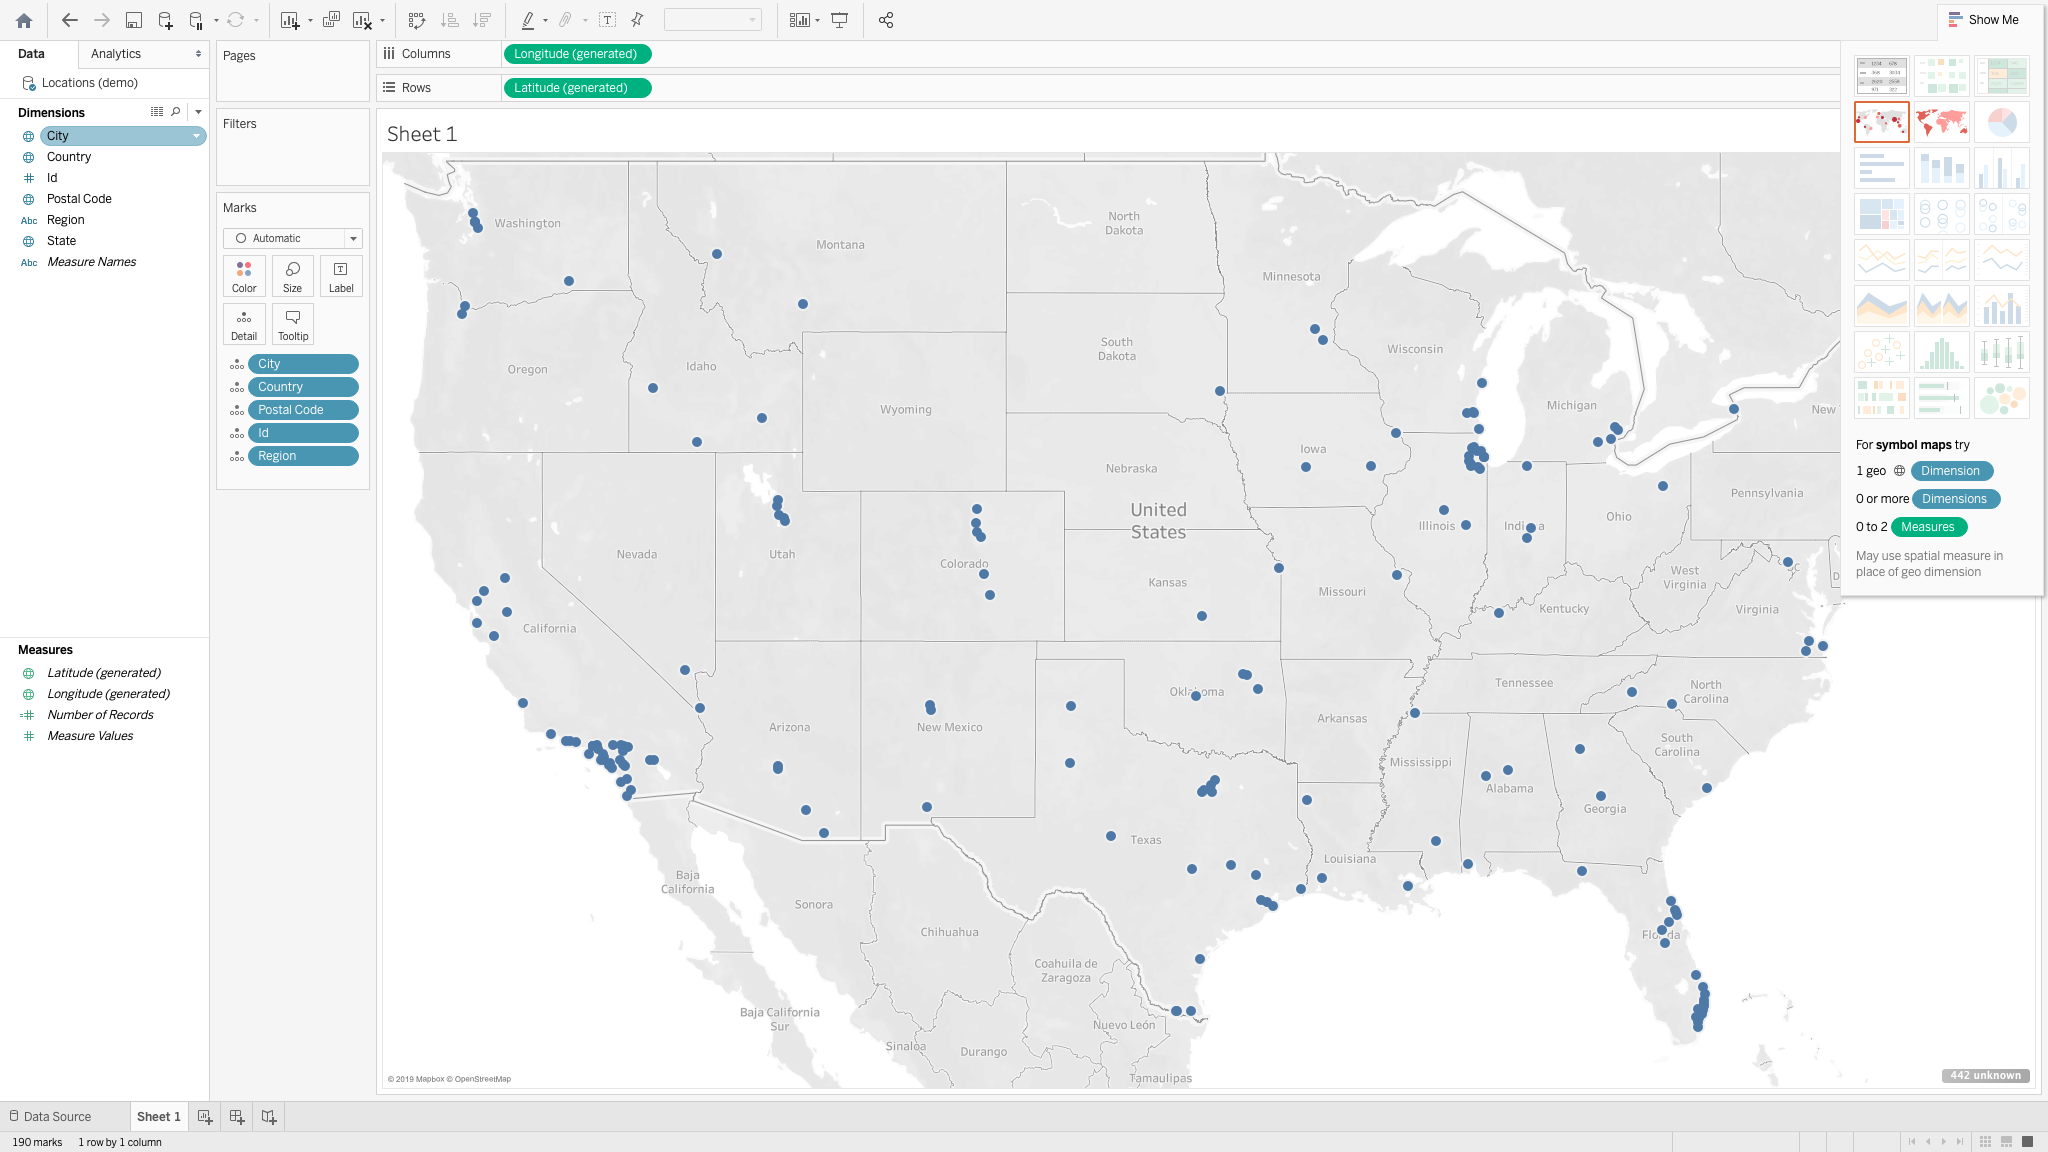 Show Me
Data
Analytics
Pages
Columns
Longitude (generated)
Rows
Latitude (generated)
Locations (demo)
Dimensions
City
Country
Id
Postal Code
Abc Region
State
Abc Measure Names
Measures
Latitude (generated)
Longitude (generated)
Number of Records
Measure Values
Filters
Marks
Automatic
Color
Size
Label
Detail
Tooltip
City
Country
Postal Code
Id
Region
Sheet 1
Washington
Montana
North
Dakota
Minnesota
Oregon
Idaho
South
Dakota
Wisconsin
Wyoming
Michigan
New
Iowa
Nebraska
Pennsylvania
United
States
Illinois
Ohio
Nevada
Utah
Colorado
Kansas
Missouri
West
Virginia
Kentucky
Virginia
California
Tennessee
North
Carolina
Arizona
New Mexico
Arkansas
South
Carolina
Mississippi
Alabama
Georgia
Texas
Louisiana
Baja
California
Sonora
Chihuahua
Coahuila de
Zaragoza
Baja California
Sur
Nuevo León
Sinaloa
Durango
Tamaulipas
© 2019 Mapbox © OpenStreetMap
442 unknown
For symbol maps try
1 geo Dimension
0 or more Dimensions
0 to 2 Measures
May use spatial measure in
place of geo dimension
Data Source
Sheet 1
190 marks
1 row by 1 column